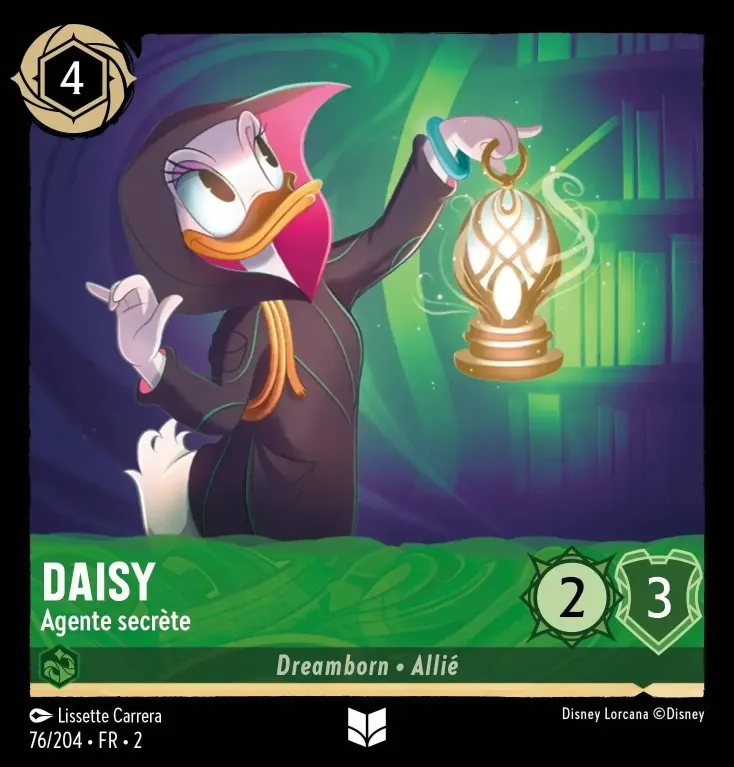 4
DAISY
Agente secrète
2
3
Dreamborn • Allié
Lissette Carrera
Disney Lorcana ©Disney
76/204 • FR • 2